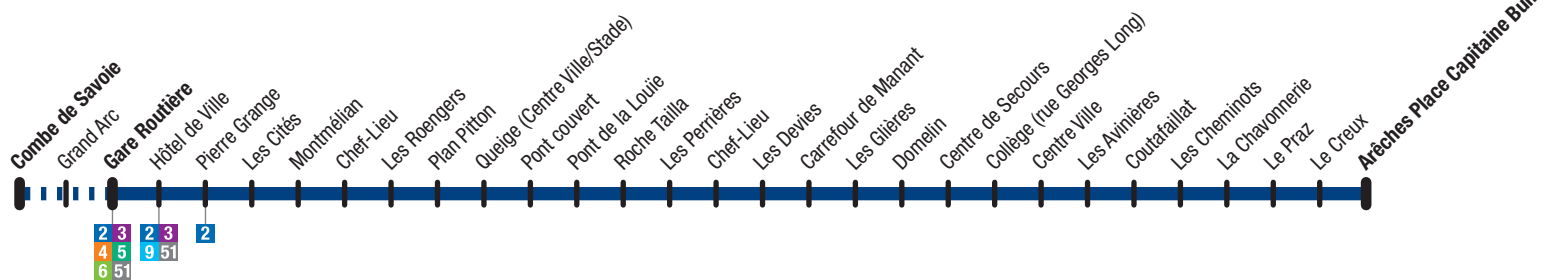 Combe de Savoie
Grand Arc
Gare Routière
Hôtel de Ville
Pierre Grange
Les Cités
Montmélian
Chef-Lieu
Les Roengers
Plan Pitton
Queige (Centre Ville/Stade)
Pont couvert
Pont de la Louïe
Roche Tailla
Les Perrières
Chef-Lieu
Les Devies
Carrefour de Manant
Les Glières
Domelin
Centre de Secours
Collège (rue Georges Long)
Centre Ville
Les Avinières
Coutafaillat
Les Cheminots
La Chavonnerie
Le Praz
Le Creux
Arêches Place Capitaine
2 3 2 3 2
4 5 9 51
6 51